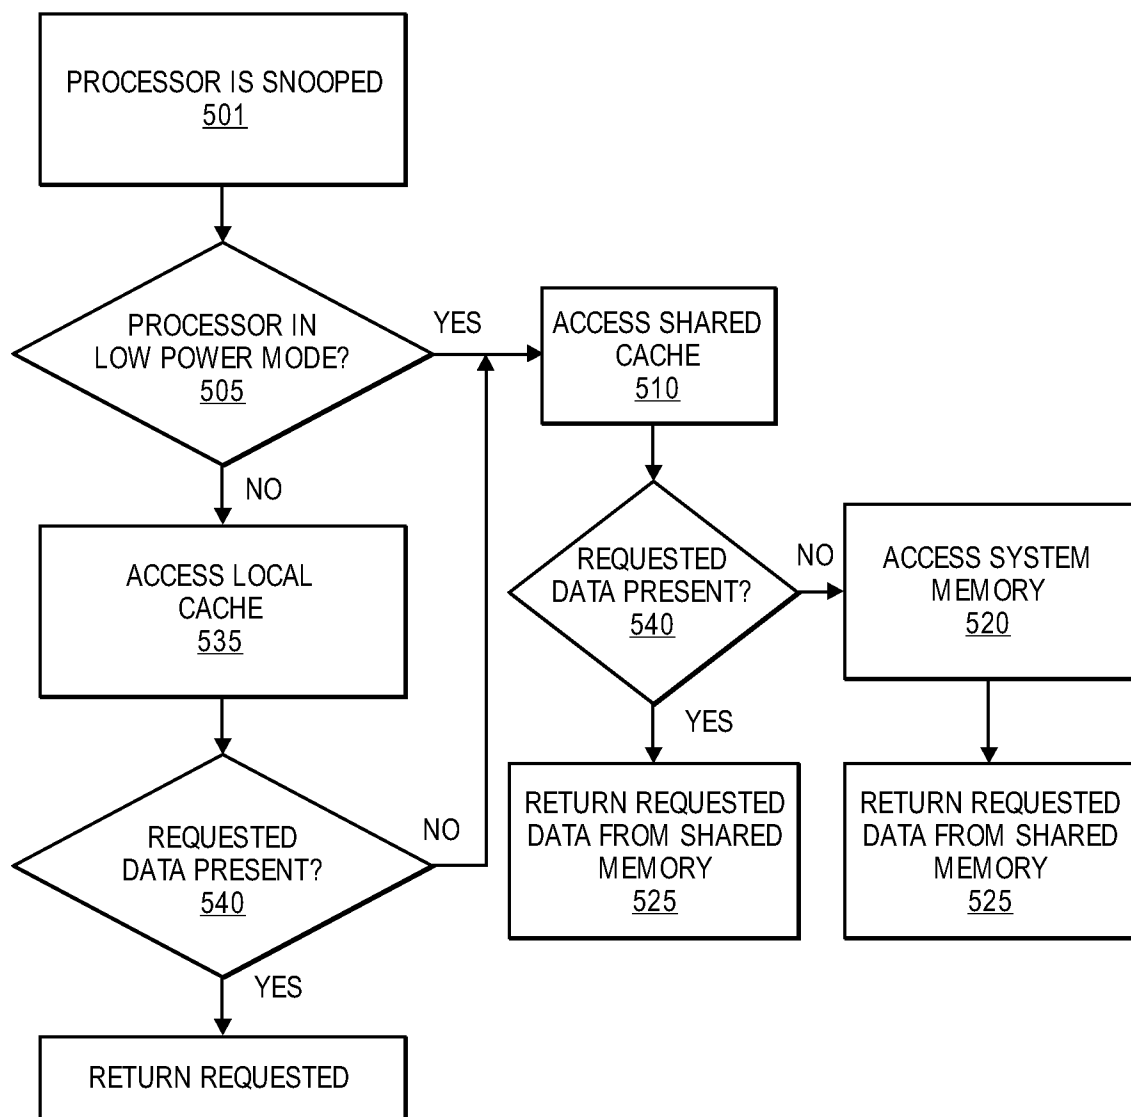 PROCESSOR IS SNOOPED
501
PROCESSOR IN
LOW POWER MODE?
505
YES
NO
ACCESS SHARED
CACHE
510
ACCESS LOCAL
CACHE
535
REQUESTED
DATA PRESENT?
540
NO
YES
ACCESS SYSTEM
MEMORY
520
REQUESTED
DATA PRESENT?
540
NO
YES
RETURN REQUESTED
DATA FROM SHARED
MEMORY
525
RETURN REQUESTED
DATA FROM SHARED
MEMORY
525
RETURN REQUESTED